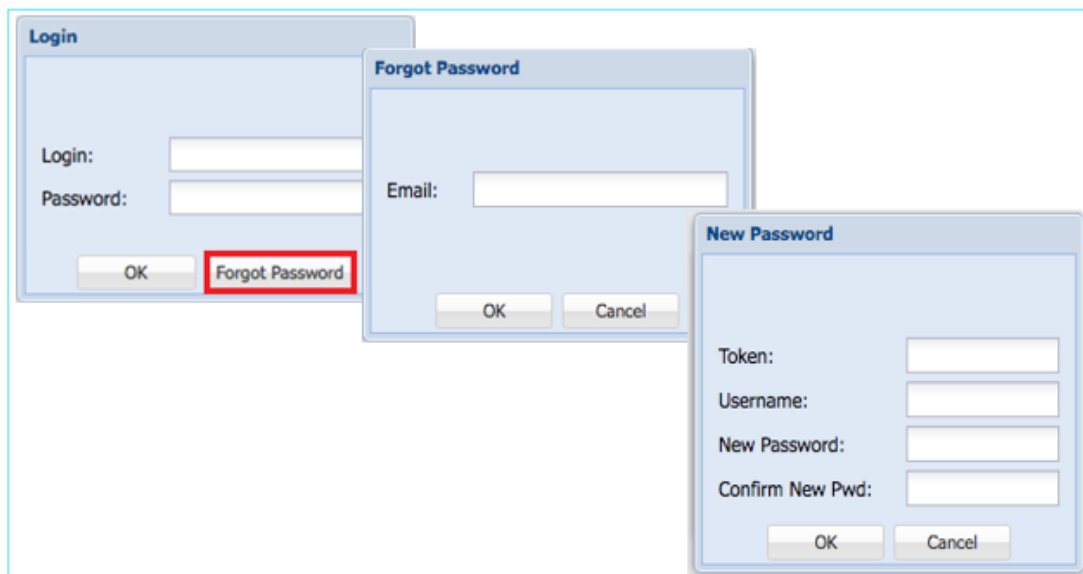 Login
Login:
Password:
OK Forgot Password
Forgot Password
Email:
OK Cancel
New Password
Token:
Username:
New Password:
Confirm New Pwd:
OK Cancel